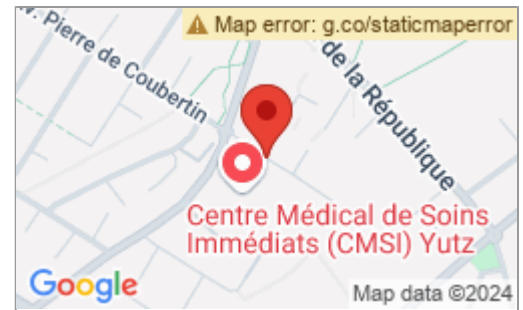 Map error: g.co/staticmaperror
v. Pierre de Coubertin
de la République
Centre Médical de Soins
Immédiats (CMSI) Yutz
Google
Map data ©2024